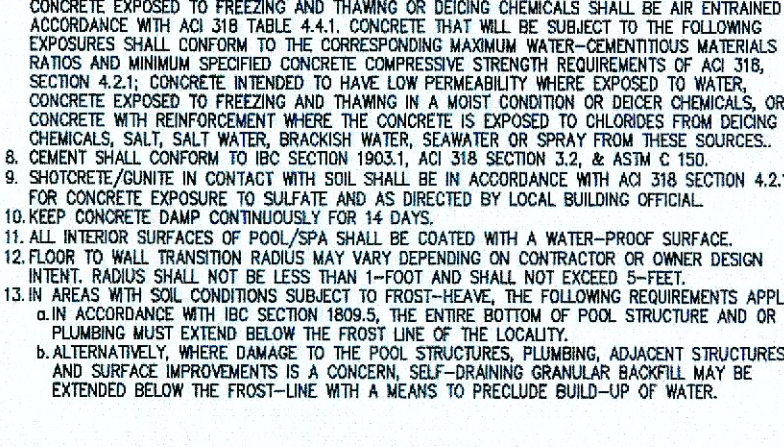 CONCRETE EXPOSED TO FREEZING AND THAWING OR DEICING CHEMICALS SHALL BE AIR ENTRAINED
ACCORDANCE WITH ACI 318 TABLE 4.4.1. CONCRETE THAT WILL BE SUBJECT TO THE FOLLOWING
EXPOSURES SHALL CONFORM TO THE CORRESPONDING MAXIMUM WATER-CEMENTITIOUS MATERIALS
RATIOS AND MINIMUM SPECIFIED CONCRETE COMPRESSIVE STRENGTH REQUIREMENTS OF ACI 318,
SECTION 4.2.1; CONCRETE INTENDED TO HAVE LOW PERMEABILITY WHERE EXPOSED TO WATER,
CONCRETE EXPOSED TO FREEZING AND THAWING IN A MOIST CONDITION OR DEICER CHEMICALS, OR
CONCRETE WITH REINFORCEMENT WHERE THE CONCRETE IS EXPOSED TO CHLORIDES FROM DEICING
CHEMICALS, SALT, SALT WATER, BRACKISH WATER, SEAWATER OR SPRAY FROM THESE SOURCES..
8. CEMENT SHALL CONFORM TO IBC SECTION 1903.1, ACI 318 SECTION 3.2, & ASTM C 150.
9. SHOTCRETE/GUNITE IN CONTACT WITH SOIL SHALL BE IN ACCORDANCE WITH ACI 318 SECTION 4.2.1
FOR CONCRETE EXPOSURE TO SULFATE AND AS DIRECTED BY LOCAL BUILDING OFFICIAL.
10. KEEP CONCRETE DAMP CONTINUOUSLY FOR 14 DAYS.
11. ALL INTERIOR SURFACES OF POOL/SPA SHALL BE COATED WITH A WATER-PROOF SURFACE.
12. FLOOR TO WALL TRANSITION RADIUS MAY VARY DEPENDING ON CONTRACTOR OR OWNER DESIGN
INTENT. RADIUS SHALL NOT BE LESS THAN 1-FOOT AND SHALL NOT EXCEED 5-FEET.
13. IN AREAS WITH SOIL CONDITIONS SUBJECT TO FROST-HEAVE, THE FOLLOWING REQUIREMENTS APPL
a. IN ACCORDANCE WITH IBC SECTION 1809.5, THE ENTIRE BOTTOM OF POOL STRUCTURE AND OR
PLUMBING MUST EXTEND BELOW THE FROST LINE OF THE LOCALITY.
b. ALTERNATIVELY, WHERE DAMAGE TO THE POOL STRUCTURES, PLUMBING, ADJACENT STRUCTURES
AND SURFACE IMPROVEMENTS IS A CONCERN, SELF-DRAINING GRANULAR BACKFILL MAY BE
EXTENDED BELOW THE FROST-LINE WITH A MEANS TO PRECLUDE BUILD-UP OF WATER.